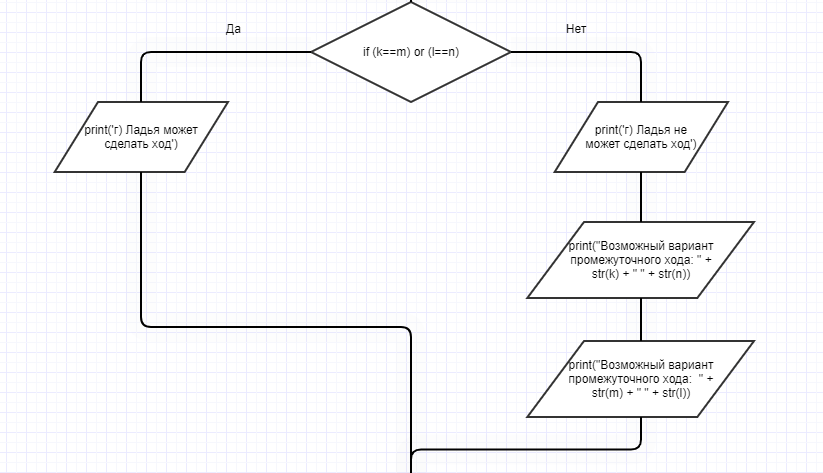 Да
Нет
if (k==m) or (l==n)
print('г) Ладья может
сделать ход')
print('г) Ладья не
может сделать ход')
print("Возможный вариант
промежуточного хода: " +
str(k) + " " + str(n))
print("Возможный вариант
промежуточного хода:  " +
str(m) + " " + str(l))